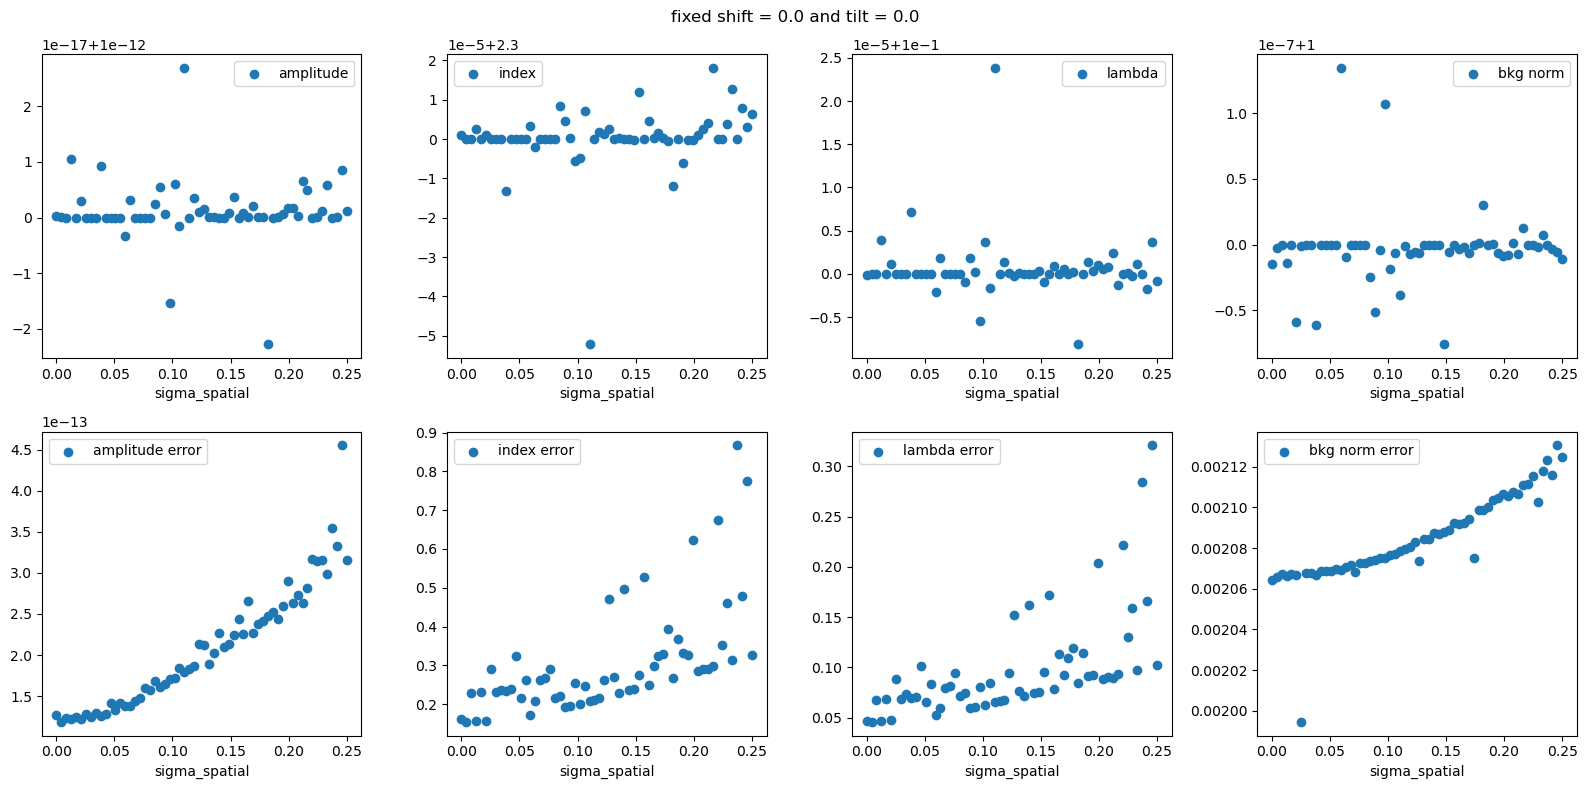 fixed shift = 0.0 and tilt = 0.0
1e−17+1e−12
amplitude
2
1
0
−1
−2
0.00 0.05 0.10 0.15 0.20 0.25
sigma_spatial
1e−5+2.3
index
2
1
0
−1
−2
−3
−4
−5
0.00 0.05 0.10 0.15 0.20 0.25
sigma_spatial
1e−5+1e−1
lambda
2.5
2.0
1.5
1.0
0.5
0.0
−0.5
0.00 0.05 0.10 0.15 0.20 0.25
sigma_spatial
1e−7+1
bkg norm
1.0
0.5
0.0
−0.5
0.00 0.05 0.10 0.15 0.20 0.25
sigma_spatial
1e−13
amplitude error
4.5
4.0
3.5
3.0
2.5
2.0
1.5
0.00 0.05 0.10 0.15 0.20 0.25
sigma_spatial
index error
0.9
0.8
0.7
0.6
0.5
0.4
0.3
0.2
0.00 0.05 0.10 0.15 0.20 0.25
sigma_spatial
lambda error
0.30
0.25
0.20
0.15
0.10
0.05
0.00 0.05 0.10 0.15 0.20 0.25
sigma_spatial
bkg norm error
0.00212
0.00210
0.00208
0.00206
0.00204
0.00202
0.00200
0.00 0.05 0.10 0.15 0.20 0.25
sigma_spatial